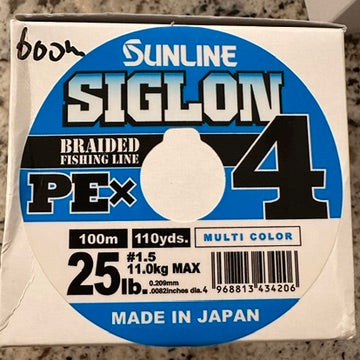 600m
SUNLINE
SIGLON
BRAIDED
FISHING LINE
PE×4
100m 110yds. MULTI COLOR
25lb. #1.5
11.0kg MAX
0.209mm
.0082inches dia.
4 968813 434206
MADE IN JAPAN